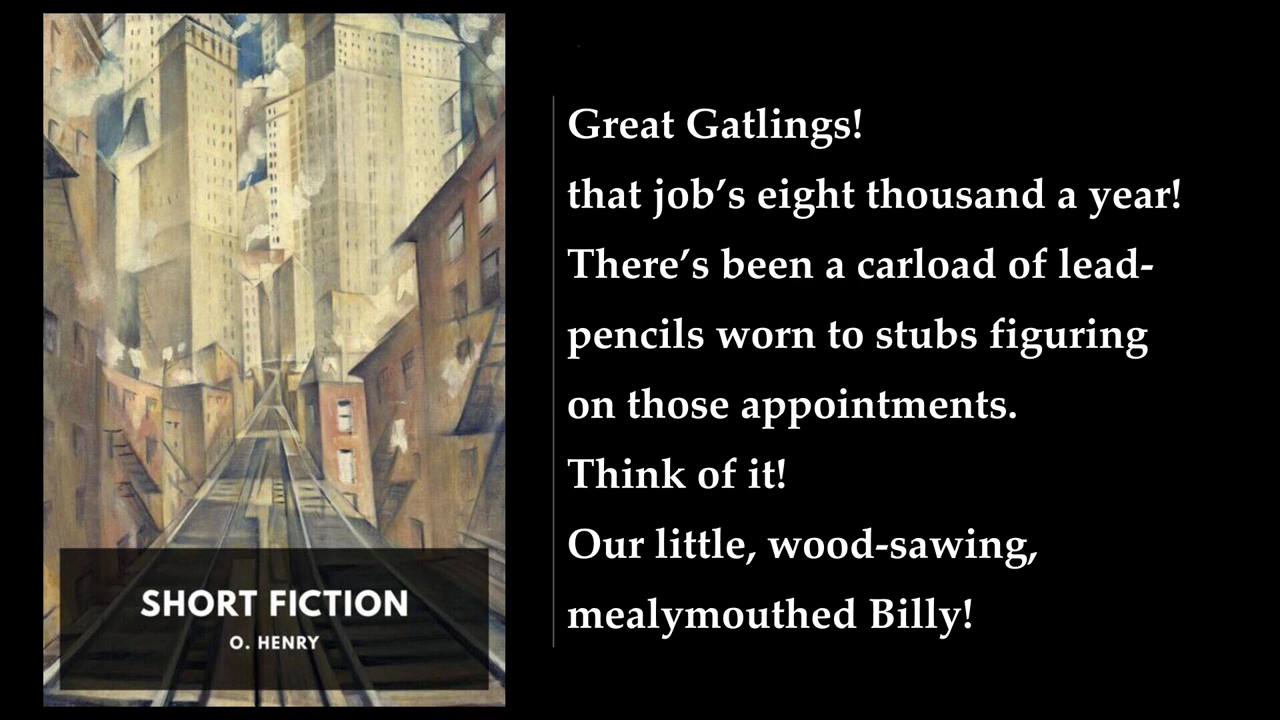 SHORT FICTION
O. HENRY
Great Gatlings!
that job’s eight thousand a year!
There’s been a carload of lead-
pencils worn to stubs figuring
on those appointments.
Think of it!
Our little, wood-sawing,
mealymouthed Billy!